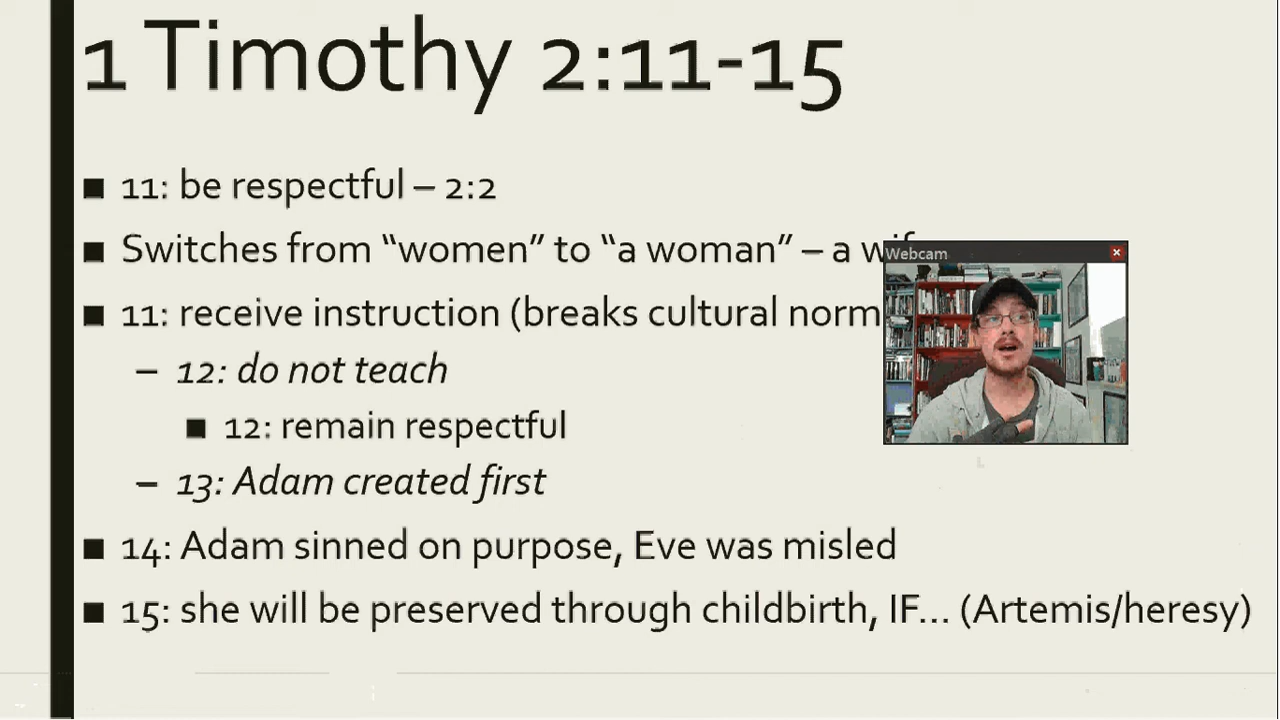 1 Timothy 2:11-15
■ 11: be respectful – 2:2
■ Switches from “women” to “a woman” – a
■ 11: receive instruction (breaks cultural norm
– 12: do not teach
■ 12: remain respectful
– 13: Adam created first
■ 14: Adam sinned on purpose, Eve was misled
■ 15: she will be preserved through childbirth, IF... (Artemis/heresy)
Webcam